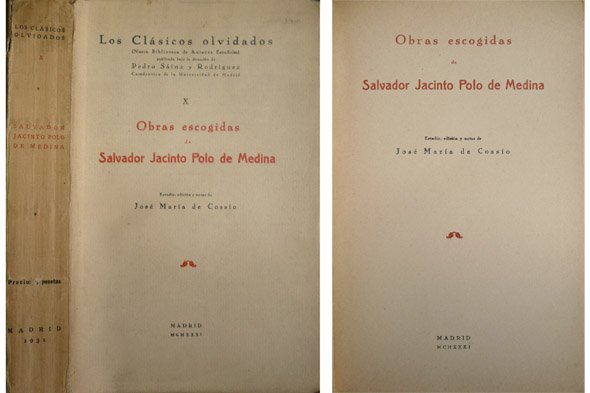 LOS CLÁSICOS
OLVIDADOS
X
SALVADOR
JACINTO POLO
DE MEDINA
Precio: pesetas
MADRID
1931
Los Clásicos olvidados
(Nueva Biblioteca de Autores Españoles)
publicada bajo la dirección de
Pedro Sáinz y Rodríguez
Catedrático de la Universidad de Madrid
X
Obras escogidas
de
Salvador Jacinto Polo de Medina
Estudio, edición y notas de
José María de Cossío
MADRID
MCMXXXI
Obras escogidas
de
Salvador Jacinto Polo de Medina
Estudio, edición y notas de
José María de Cossío
MADRID
MCMXXXI